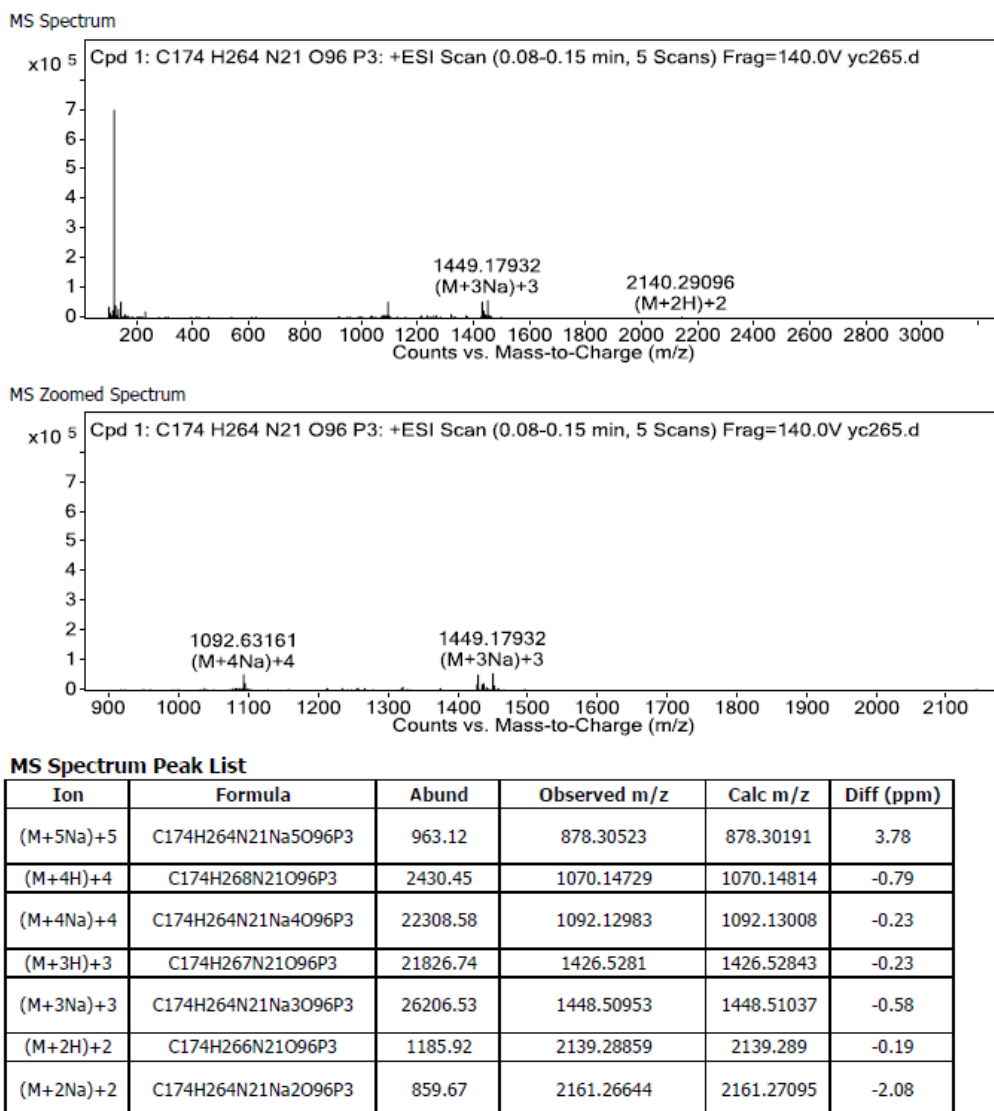 MS Spectrum
x10 5 Cpd 1: C174 H264 N21 O96 P3: +ESI Scan (0.08-0.15 min, 5 Scans) Frag=140.0V yc265.d
7
6
5
4
3
2
1
0
1449.17932
(M+3Na)+3
2140.29096
(M+2H)+2
200 400 600 800 1000 1200 1400 1600 1800 2000 2200 2400 2600 2800 3000
Counts vs. Mass-to-Charge (m/z)
MS Zoomed Spectrum
x10 5 Cpd 1: C174 H264 N21 O96 P3: +ESI Scan (0.08-0.15 min, 5 Scans) Frag=140.0V yc265.d
7
6
5
4
3
2
1
0
1092.63161
(M+4Na)+4
1449.17932
(M+3Na)+3
900 1000 1100 1200 1300 1400 1500 1600 1700 1800 1900 2000 2100
Counts vs. Mass-to-Charge (m/z)
MS Spectrum Peak List
Ion Formula Abund Observed m/z Calc m/z Diff (ppm)
(M+5Na)+5 C174H264N21Na5O96P3 963.12 878.30523 878.30191 3.78
(M+4H)+4 C174H268N21O96P3 2430.45 1070.14729 1070.14814 -0.79
(M+4Na)+4 C174H264N21Na4O96P3 22308.58 1092.12983 1092.13008 -0.23
(M+3H)+3 C174H267N21O96P3 21826.74 1426.5281 1426.52843 -0.23
(M+3Na)+3 C174H264N21Na3O96P3 26206.53 1448.50953 1448.51037 -0.58
(M+2H)+2 C174H266N21O96P3 1185.92 2139.28859 2139.289 -0.19
(M+2Na)+2 C174H264N21Na2O96P3 859.67 2161.26644 2161.27095 -2.08